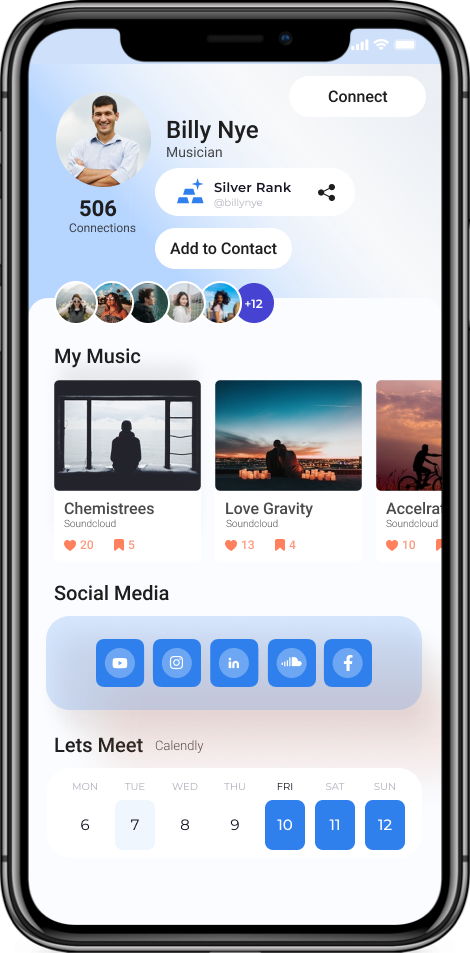 Connect
Billy Nye
Musician
Silver Rank
@billynye
506
Connections
Add to Contact
+12
My Music
Chemistrees
Soundcloud
20 5
Love Gravity
Soundcloud
13 4
Accelrat
Soundcloud
10
Social Media
in
f
Lets Meet Calendly
MON TUE WED THU FRI SAT SUN
6 7 8 9 10 11 12